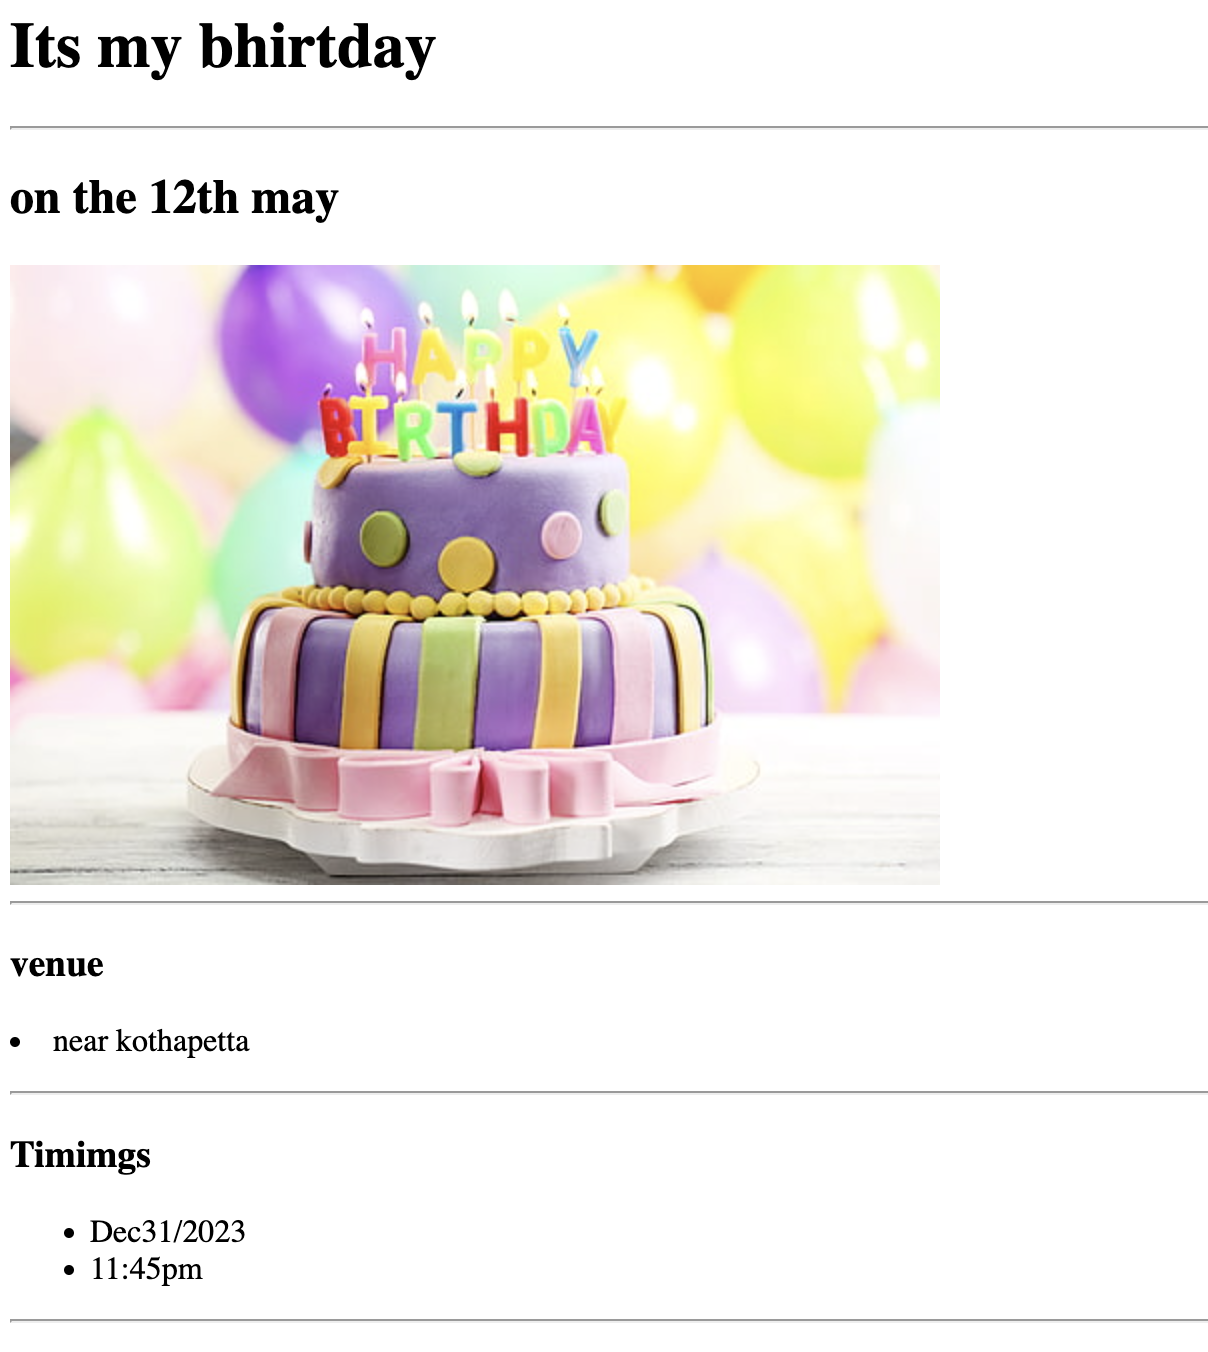 Its my bhirtday
on the 12th may
HAPPY
BIRTHDAY
venue
near kothapetta
Timimgs
Dec31/2023
11:45pm